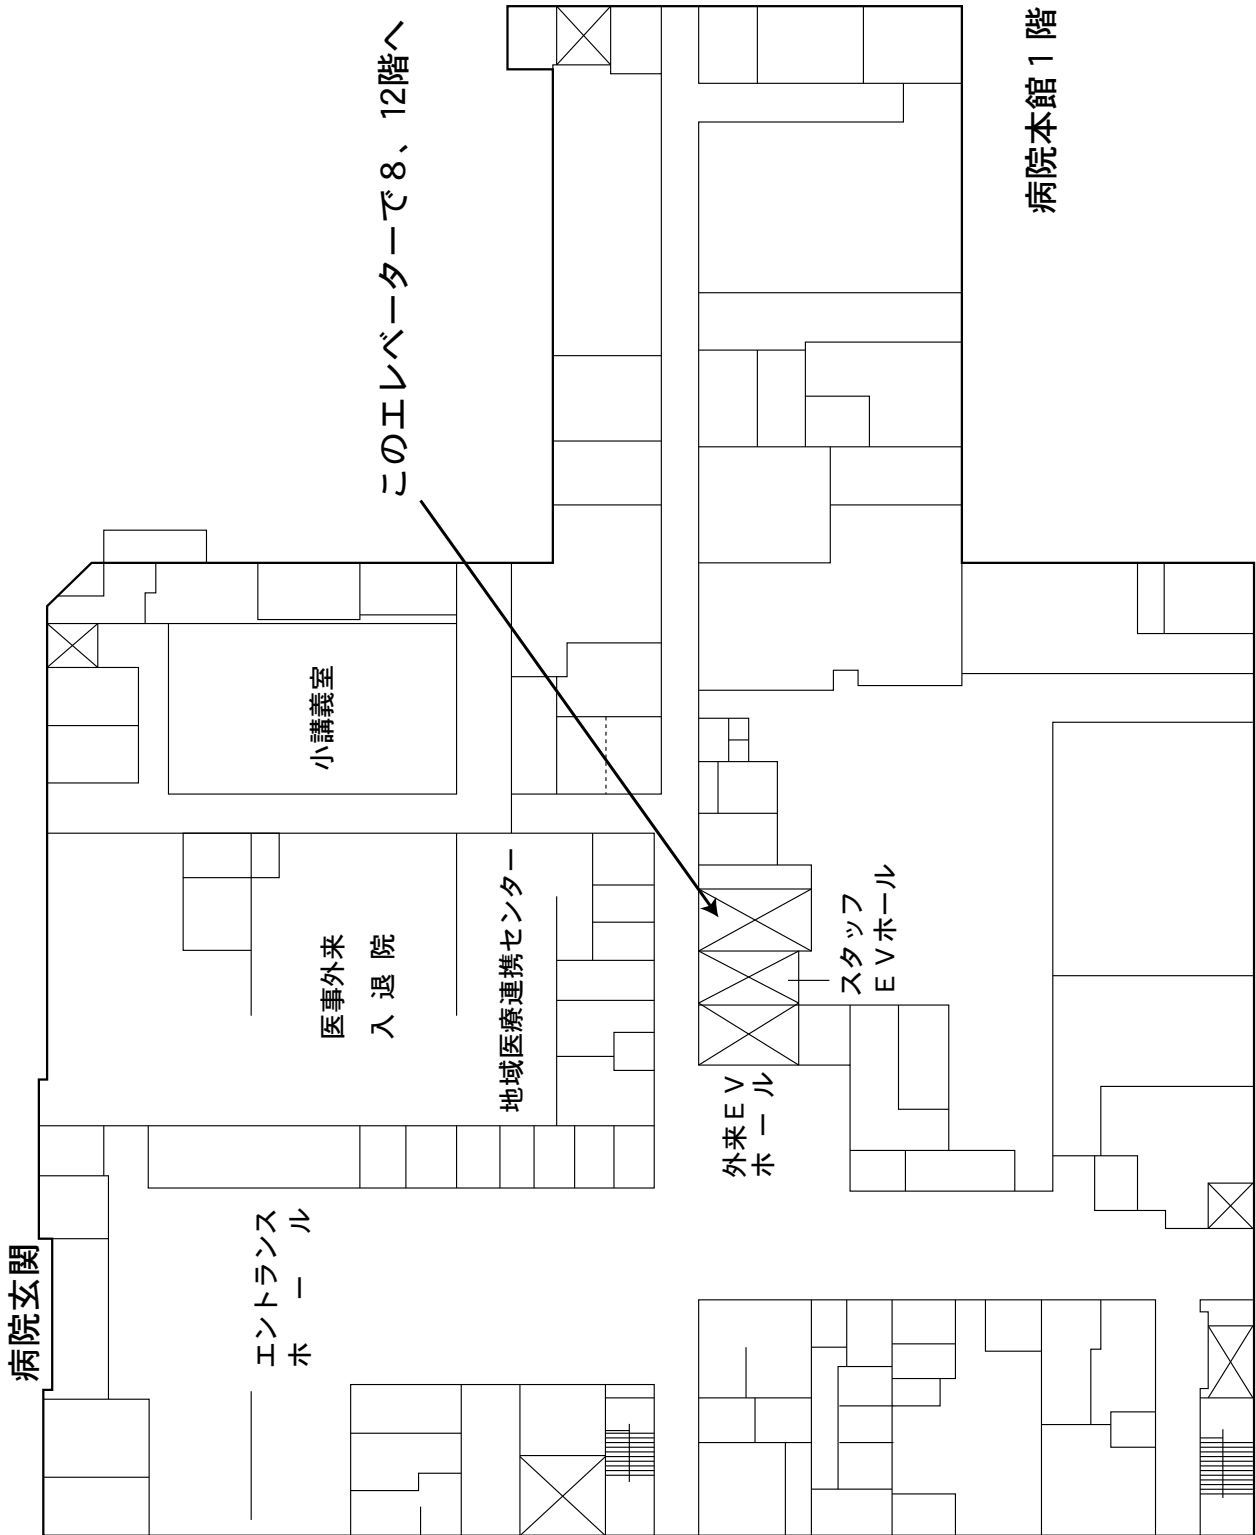 病院玄関
エントランス
ホール
医事外来
入退院
小講義室
このエレベーターで8、12階へ
地域医療連携センター
外来EV
ホール
スタッフ
EVホール
病院本館1階